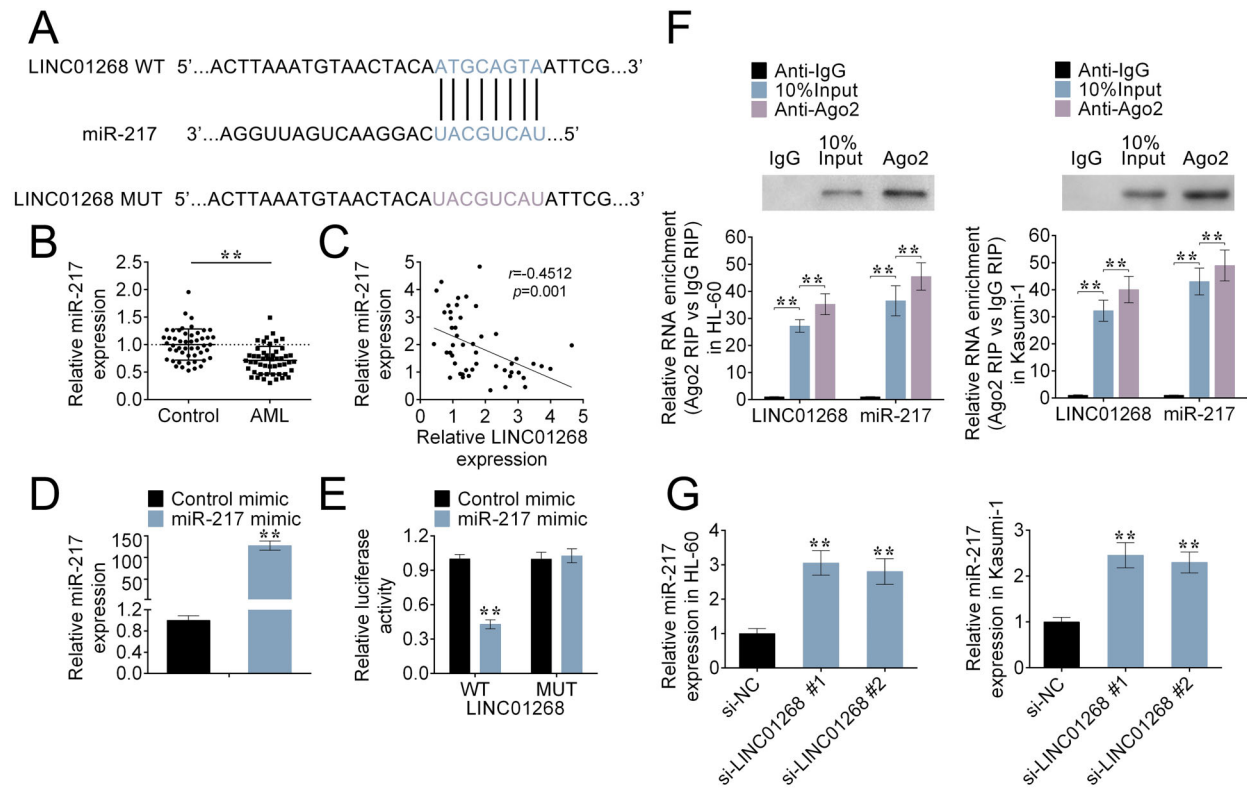 A
LINC01268 WT 5’...ACTTAAATGTAACTACAATGCAGTAATTCG...3’
miR-217 3’...AGGUUAGUCAAGGACUACGUCAU...5’
LINC01268 MUT 5’...ACTTAAATGTAACTACAUACGUCAUATTCG...3’
B
Relative miR-217
expression
2.5
2.0
1.5
1.0
0.5
0.0
**
Control
AML
C
Relative miR-217
expression
5
4
3
2
1
0
r=-0.4512
p=0.001
0 1 2 3 4 5
Relative LINC01268
expression
D
Control mimic
miR-217 mimic
Relative miR-217
expression
150
100
50
1.2
0.8
0.4
0.0
**
E
Control mimic
miR-217 mimic
Relative luciferase
activity
1.2
0.9
0.6
0.3
0.0
**
WT MUT
LINC01268
F
Anti-IgG
10%Input
Anti-Ago2
IgG 10% Input Ago2
Relative RNA enrichment
(Ago2 RIP vs IgG RIP)
in HL-60
60
50
40
30
20
10
0
** ** ** **
LINC01268 miR-217
Anti-IgG
10%Input
Anti-Ago2
IgG 10% Input Ago2
Relative RNA enrichment
(Ago2 RIP vs IgG RIP)
in Kasumi-1
60
50
40
30
20
10
0
** ** ** **
LINC01268 miR-217
G
Relative miR-217
expression in HL-60
4
3
2
1
0
** **
si-NC
si-LINC01268 #1
si-LINC01268 #2
Relative miR-217
expression in Kasumi-1
3
2
1
0
** **
si-NC
si-LINC01268 #1
si-LINC01268 #2